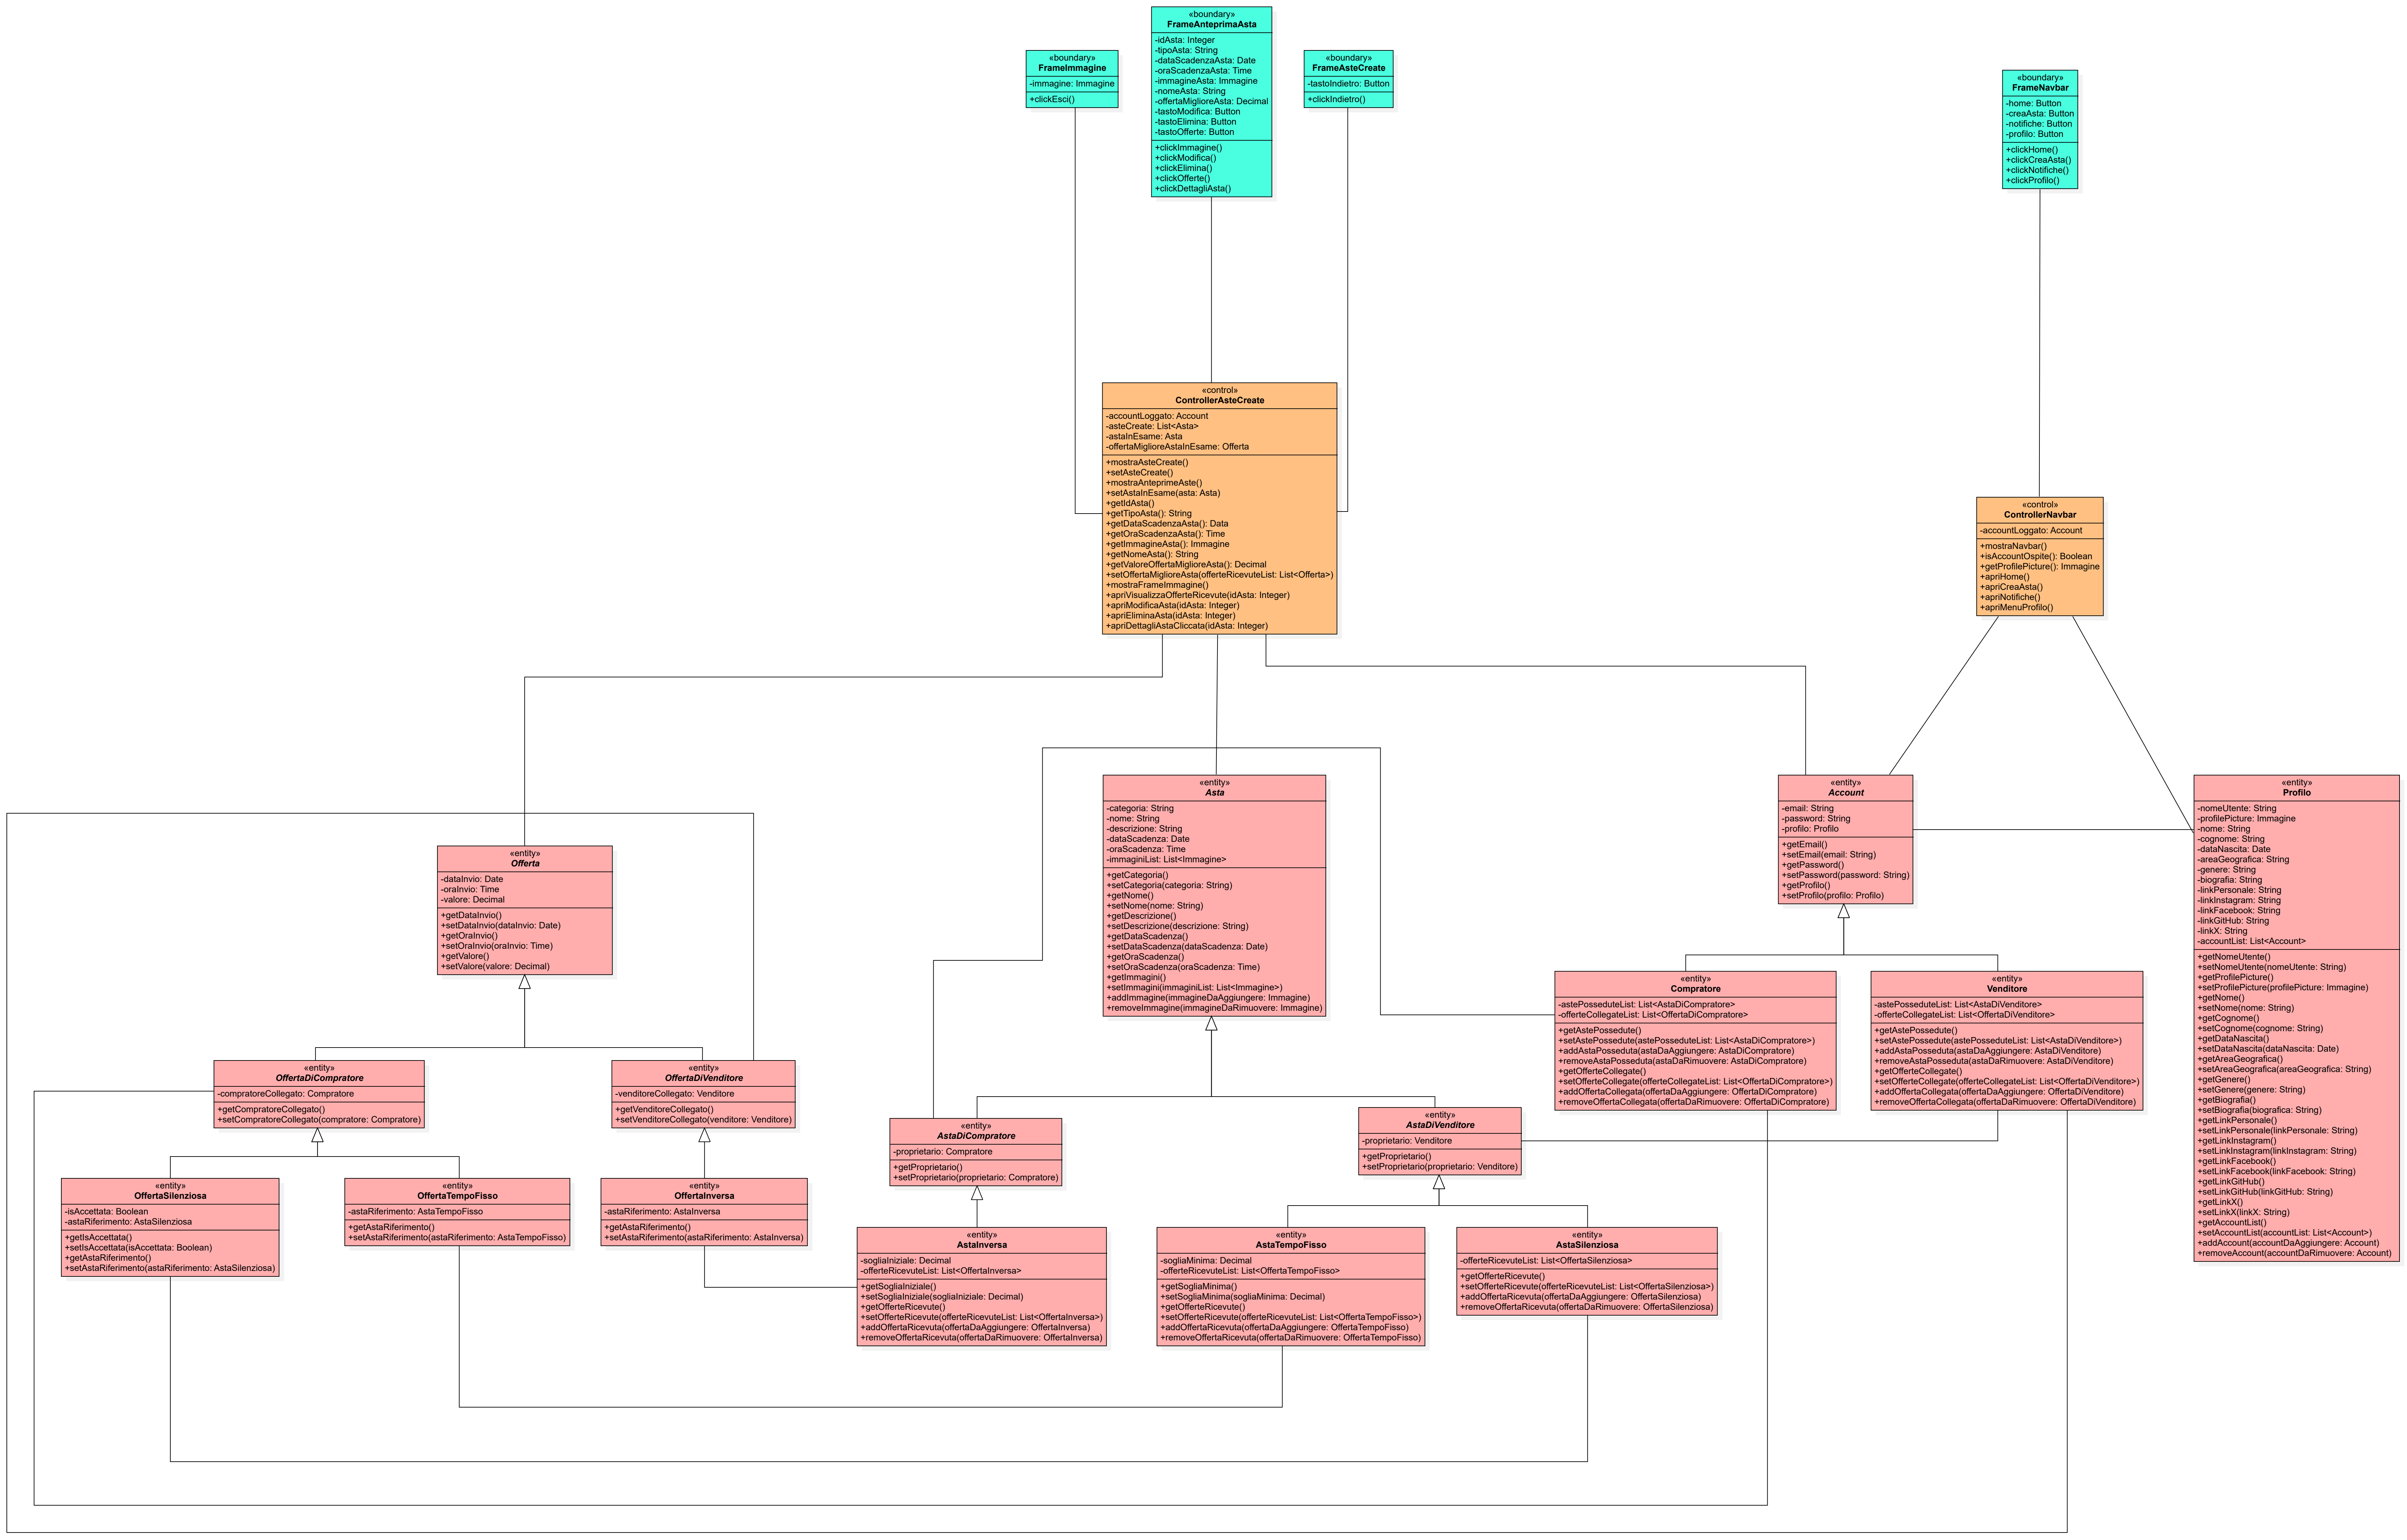 «boundary»
FrameAnteprimaAsta
-idAsta: Integer
-tipoAsta: String
-dataScadenzaAsta: Date
-oraScadenzaAsta: Time
-immagineAsta: Immagine
-nomeAsta: String
-offertaMiglioreAsta: Decimal
-tastoModifica: Button
-tastoElimina: Button
-tastoOfferte: Button
+clickImmagine()
+clickModifica()
+clickElimina()
+clickOfferte()
+clickDettagliAsta()
«boundary»
FrameImmagine
-immagine: Immagine
+clickEsci()
«boundary»
FrameAsteCreate
-tastoIndietro: Button
+clickIndietro()
«boundary»
FrameNavbar
-home: Button
-creaAsta: Button
-notifiche: Button
-profilo: Button
+clickHome()
+clickCreaAsta()
+clickNotifiche()
+clickProfilo()
«control»
ControllerAsteCreate
-accountLoggato: Account
-asteCreate: List<Asta>
-astaInEsame: Asta
-offertaMiglioreAstaInEsame: Offerta
+mostraAsteCreate()
+setAsteCreate()
+mostraAnteprimeAste()
+setAstaInEsame(asta: Asta)
+getIdAsta()
+getTipoAsta(): String
+getDataScadenzaAsta(): Data
+getOraScadenzaAsta(): Time
+getImmagineAsta(): Immagine
+getNomeAsta(): String
+getValoreOffertaMiglioreAsta(): Decimal
+setOffertaMiglioreAsta(offerteRicevuteList: List<Offerta>)
+mostraFrameImmagine()
+apriVisualizzaOfferteRicevute(idAsta: Integer)
+apriModificaAsta(idAsta: Integer)
+apriEliminaAsta(idAsta: Integer)
+apriDettagliAstaCliccata(idAsta: Integer)
«control»
ControllerNavbar
-accountLoggato: Account
+mostraNavbar()
+isAccountOspite(): Boolean
+getProfilePicture(): Immagine
+apriHome()
+apriCreaAsta()
+apriNotifiche()
+apriMenuProfilo()
«entity»
Asta
-categoria: String
-nome: String
-descrizione: String
-dataScadenza: Date
-oraScadenza: Time
-immaginiList: List<Immagine>
+getCategoria()
+setCategoria(categoria: String)
+getNome()
+setNome(nome: String)
+getDescrizione()
+setDescrizione(descrizione: String)
+getDataScadenza()
+setDataScadenza(dataScadenza: Date)
+getOraScadenza()
+setOraScadenza(oraScadenza: Time)
+getImmagini()
+setImmagini(immaginiList: List<Immagine>)
+addImmagine(immagineDaAggiungere: Immagine)
+removeImmagine(immagineDaRimuovere: Immagine)
«entity»
Account
-email: String
-password: String
-profilo: Profilo
+getEmail()
+setEmail(email: String)
+getPassword()
+setPassword(password: String)
+getProfilo()
+setProfilo(profilo: Profilo)
«entity»
Profilo
-nomeUtente: String
-profilePicture: Immagine
-nome: String
-cognome: String
-dataNascita: Date
-areaGeografica: String
-genere: String
-biografia: String
-linkPersonale: String
-linkInstagram: String
-linkFacebook: String
-linkGitHub: String
-linkX: String
-accountList: List<Account>
+getNomeUtente()
+setNomeUtente(nomeUtente: String)
+getProfilePicture()
+setProfilePicture(profilePicture: Immagine)
+getNome()
+setNome(nome: String)
+getCognome()
+setCognome(cognome: String)
+getDataNascita()
+setDataNascita(dataNascita: Date)
+getAreaGeografica()
+setAreaGeografica(areaGeografica: String)
+getGenere()
+setGenere(genere: String)
+getBiografia()
+setBiografia(biografica: String)
+getLinkPersonale()
+setLinkPersonale(linkPersonale: String)
+getLinkInstagram()
+setLinkInstagram(linkInstagram: String)
+getLinkFacebook()
+setLinkFacebook(linkFacebook: String)
+getLinkGitHub()
+setLinkGitHub(linkGitHub: String)
+getLinkX()
+setLinkX(linkX: String)
+getAccountList()
+setAccountList(accountList: List<Account>)
+addAccount(accountDaAggiungere: Account)
+removeAccount(accountDaRimuovere: Account)
«entity»
Offerta
-dataInvio: Date
-oraInvio: Time
-valore: Decimal
+getDataInvio()
+setDataInvio(dataInvio: Date)
+getOraInvio()
+setOraInvio(oraInvio: Time)
+getValore()
+setValore(valore: Decimal)
«entity»
Compratore
-astePosseduteList: List<AstaDiCompratore>
-offerteCollegateList: List<OffertaDiCompratore>
+getAstePossedute()
+setAstePossedute(astePosseduteList: List<AstaDiCompratore>)
+addAstaPosseduta(astaDaAggiungere: AstaDiCompratore)
+removeAstaPosseduta(astaDaRimuovere: AstaDiCompratore)
+getOfferteCollegate()
+setOfferteCollegate(offerteCollegateList: List<OffertaDiCompratore>)
+addOffertaCollegata(offertaDaAggiungere: OffertaDiCompratore)
+removeOffertaCollegata(offertaDaRimuovere: OffertaDiCompratore)
«entity»
Venditore
-astePosseduteList: List<AstaDiVenditore>
-offerteCollegateList: List<OffertaDiVenditore>
+getAstePossedute()
+setAstePossedute(astePosseduteList: List<AstaDiVenditore>)
+addAstaPosseduta(astaDaAggiungere: AstaDiVenditore)
+removeAstaPosseduta(astaDaRimuovere: AstaDiVenditore)
+getOfferteCollegate()
+setOfferteCollegate(offerteCollegateList: List<OffertaDiVenditore>)
+addOffertaCollegata(offertaDaAggiungere: OffertaDiVenditore)
+removeOffertaCollegata(offertaDaRimuovere: OffertaDiVenditore)
«entity»
OffertaDiCompratore
-compratoreCollegato: Compratore
+getCompratoreCollegato()
+setCompratoreCollegato(compratore: Compratore)
«entity»
OffertaDiVenditore
-venditoreCollegato: Venditore
+getVenditoreCollegato()
+setVenditoreCollegato(venditore: Venditore)
«entity»
AstaDiCompratore
-proprietario: Compratore
+getProprietario()
+setProprietario(proprietario: Compratore)
«entity»
AstaDiVenditore
-proprietario: Venditore
+getProprietario()
+setProprietario(proprietario: Venditore)
«entity»
OffertaSilenziosa
-isAccettata: Boolean
-astaRiferimento: AstaSilenziosa
+getIsAccettata()
+setIsAccettata(isAccettata: Boolean)
+getAstaRiferimento()
+setAstaRiferimento(astaRiferimento: AstaSilenziosa)
«entity»
OffertaTempoFisso
-astaRiferimento: AstaTempoFisso
+getAstaRiferimento()
+setAstaRiferimento(astaRiferimento: AstaTempoFisso)
«entity»
OffertaInversa
-astaRiferimento: AstaInversa
+getAstaRiferimento()
+setAstaRiferimento(astaRiferimento: AstaInversa)
«entity»
AstaInversa
-sogliaIniziale: Decimal
-offerteRicevuteList: List<OffertaInversa>
+getSogliaIniziale()
+setSogliaIniziale(sogliaIniziale: Decimal)
+getOfferteRicevute()
+setOfferteRicevute(offerteRicevuteList: List<OffertaInversa>)
+addOffertaRicevuta(offertaDaAggiungere: OffertaInversa)
+removeOffertaRicevuta(offertaDaRimuovere: OffertaInversa)
«entity»
AstaTempoFisso
-sogliaMinima: Decimal
-offerteRicevuteList: List<OffertaTempoFisso>
+getSogliaMinima()
+setSogliaMinima(sogliaMinima: Decimal)
+getOfferteRicevute()
+setOfferteRicevute(offerteRicevuteList: List<OffertaTempoFisso>)
+addOffertaRicevuta(offertaDaAggiungere: OffertaTempoFisso)
+removeOffertaRicevuta(offertaDaRimuovere: OffertaTempoFisso)
«entity»
AstaSilenziosa
-offerteRicevuteList: List<OffertaSilenziosa>
+getOfferteRicevute()
+setOfferteRicevute(offerteRicevuteList: List<OffertaSilenziosa>)
+addOffertaRicevuta(offertaDaAggiungere: OffertaSilenziosa)
+removeOffertaRicevuta(offertaDaRimuovere: OffertaSilenziosa)